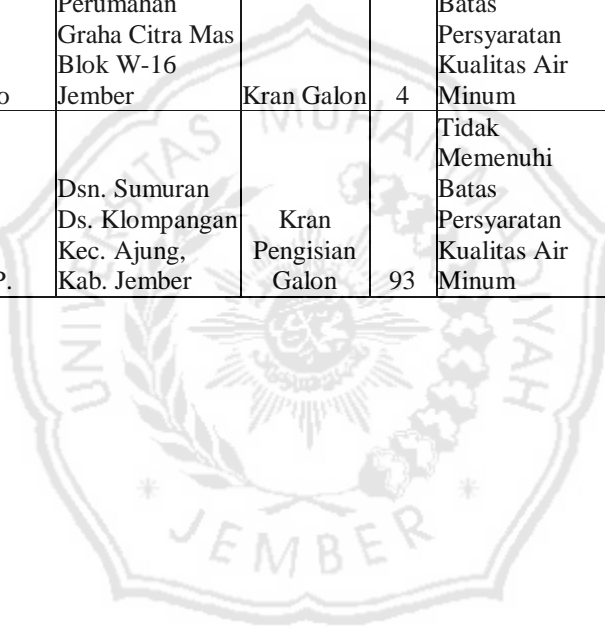 Perumahan
Graha Citra Mas
Blok W-16
Jember
Kran Galon
4
Batas
Persyaratan
Kualitas Air
Minum
P.
Dsn. Sumuran
Ds. Klompangan
Kec. Ajung,
Kab. Jember
Kran
Pengisian
Galon
93
Tidak
Memenuhi
Batas
Persyaratan
Kualitas Air
Minum
JEMBER